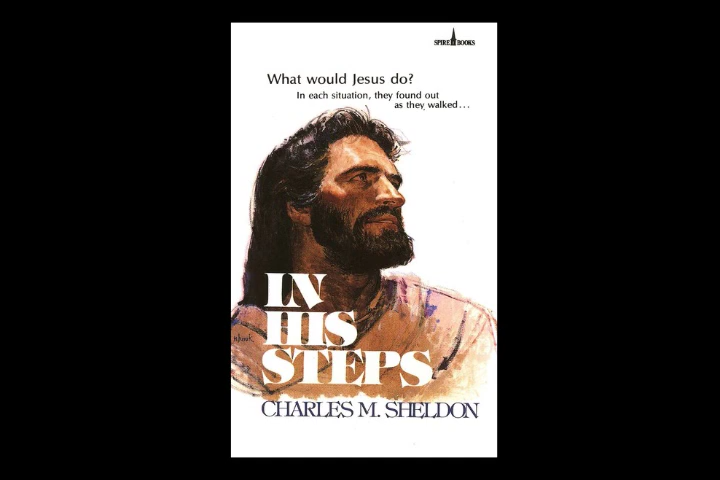 SPIRE BOOKS
What would Jesus do?
In each situation, they found out
as they walked...
IN
HIS
STEPS
CHARLES M. SHELDON